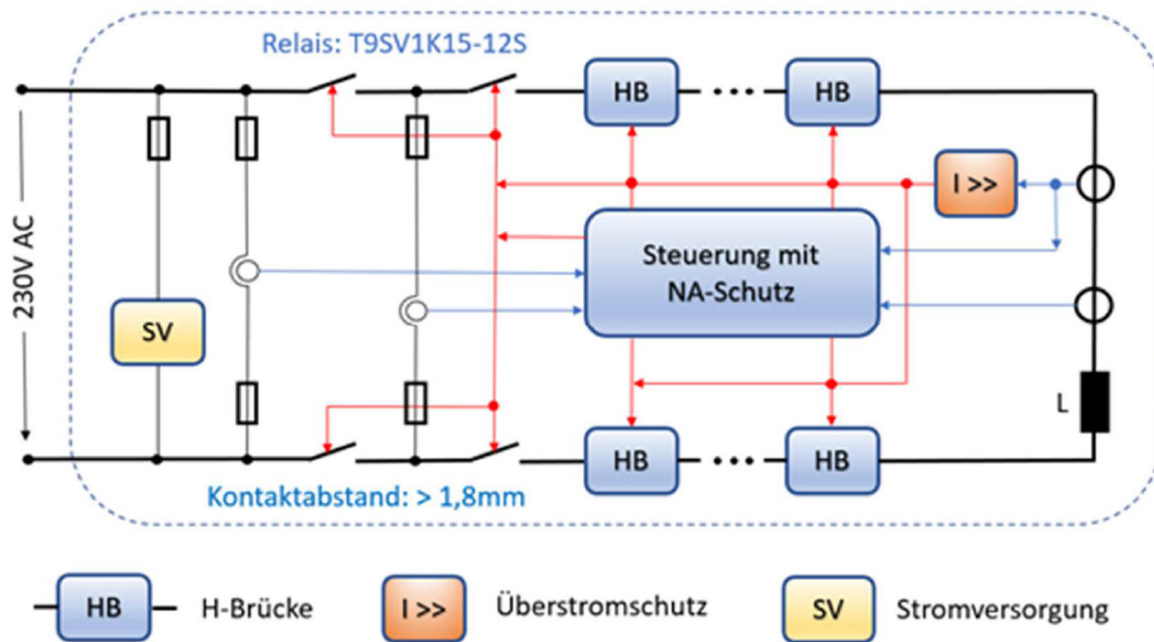 Relais: T9SV1K15-12S
HB
HB
I >>
230V AC
Steuerung mit
NA-Schutz
SV
L
HB
HB
Kontaktabstand: > 1,8mm
HB H-Brücke
I >> Überstromschutz
SV Stromversorgung